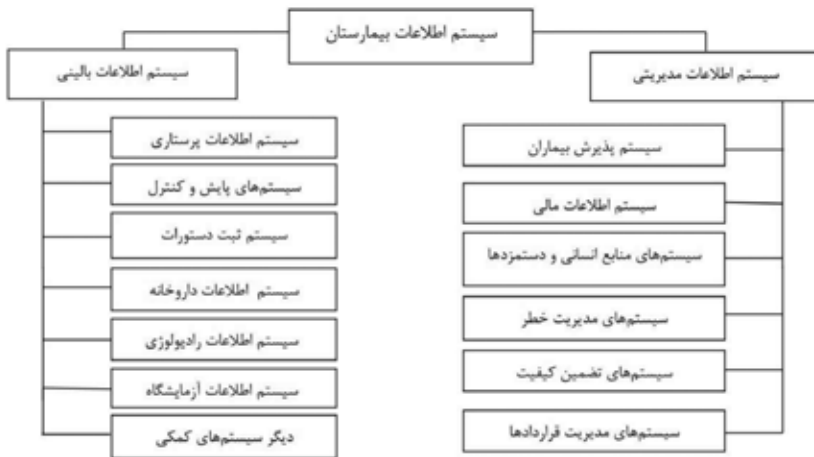 سیستم اطلاعات بیمارستان
سیستم اطلاعات مدیریتی
سیستم پذیرش بیماران
سیستم اطلاعات مالی
سیستم‌های منابع انسانی و دستمزدها
سیستم‌های مدیریت خطر
سیستم‌های تضمین کیفیت
سیستم‌های مدیریت قراردادها
سیستم اطلاعات بالینی
سیستم اطلاعات پرستاری
سیستم‌های پایش و کنترل
سیستم ثبت دستورات
سیستم اطلاعات داروخانه
سیستم اطلاعات رادیولوژی
سیستم اطلاعات آزمایشگاه
دیگر سیستم‌های کمکی